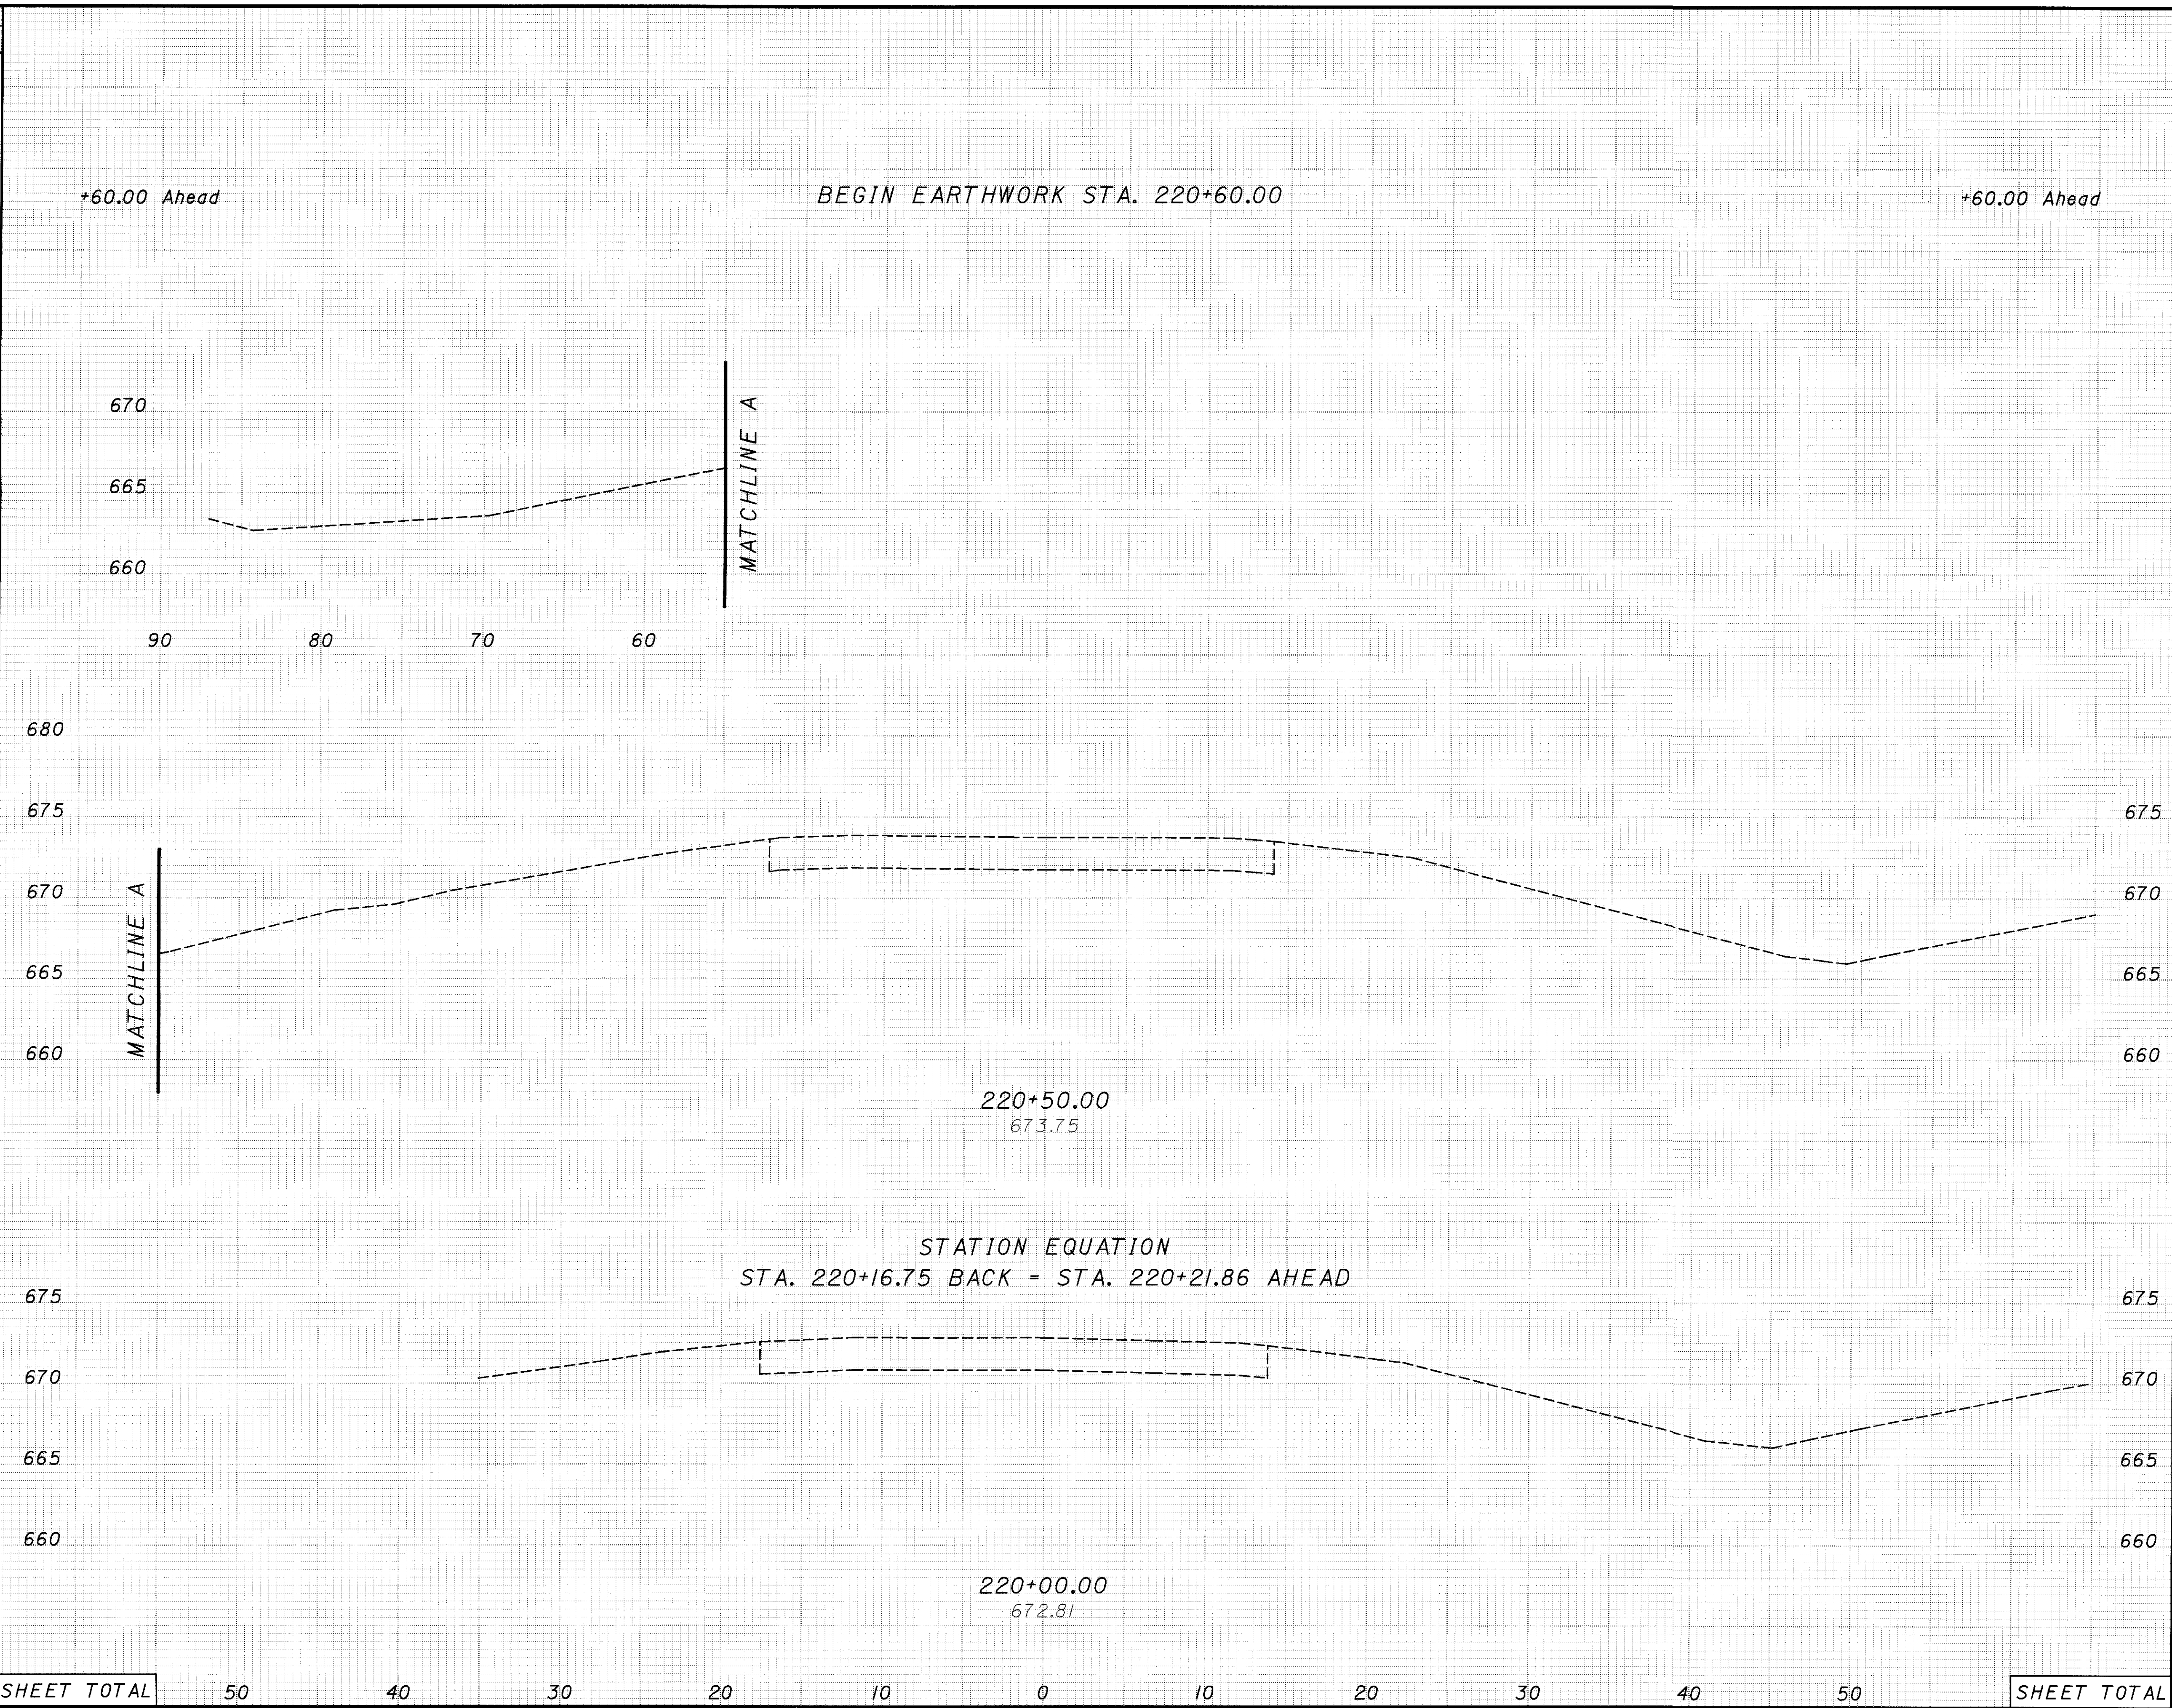 +60.00 Ahead
BEGIN EARTHWORK STA. 220+60.00
+60.00 Ahead
670
665
660
MATCHLINE A
90 80 70 60
680
675 675
670 670
665 665
660 660
MATCHLINE A
220+50.00
673.75
STATION EQUATION
STA. 220+16.75 BACK = STA. 220+21.86 AHEAD
675 675
670 670
665 665
660 660
220+00.00
672.81
SHEET TOTAL 50 40 30 20 10 0 10 20 30 40 50 SHEET TOTAL